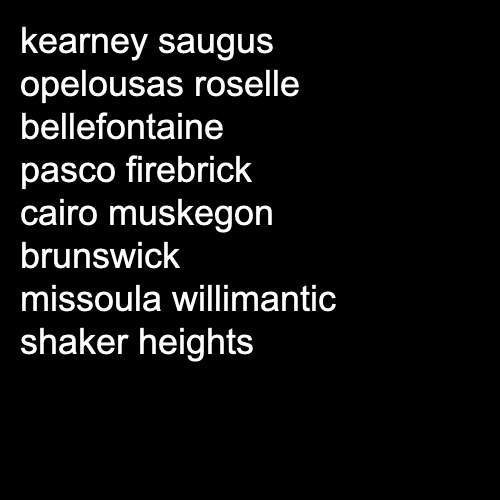 kearney saugus
opelousas roselle
bellefontaine
pasco firebrick
cairo muskegon
brunswick
missoula willimantic
shaker heights